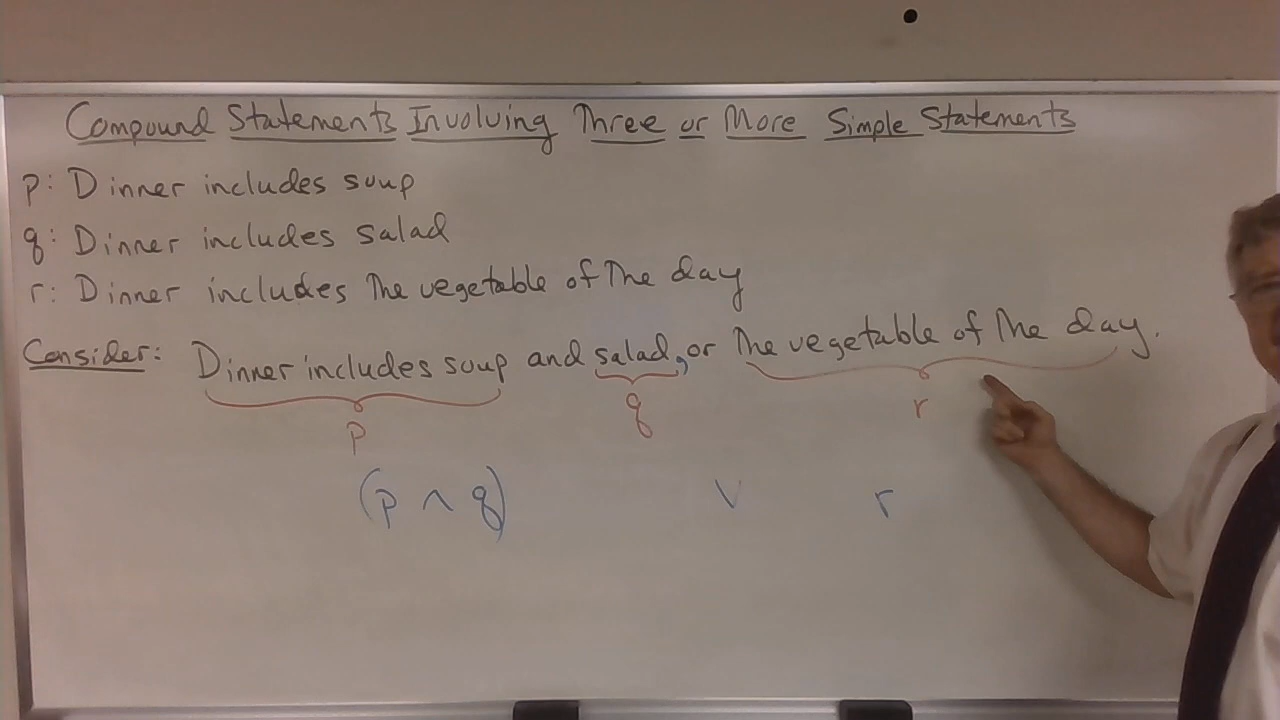 Compound Statements Involving Three or More Simple Statements
p: Dinner includes soup
q: Dinner includes salad
r: Dinner includes the vegetable of the day
Consider: Dinner includes soup and salad, or the vegetable of the day.
p q r
(p ∧ q) ∨ r